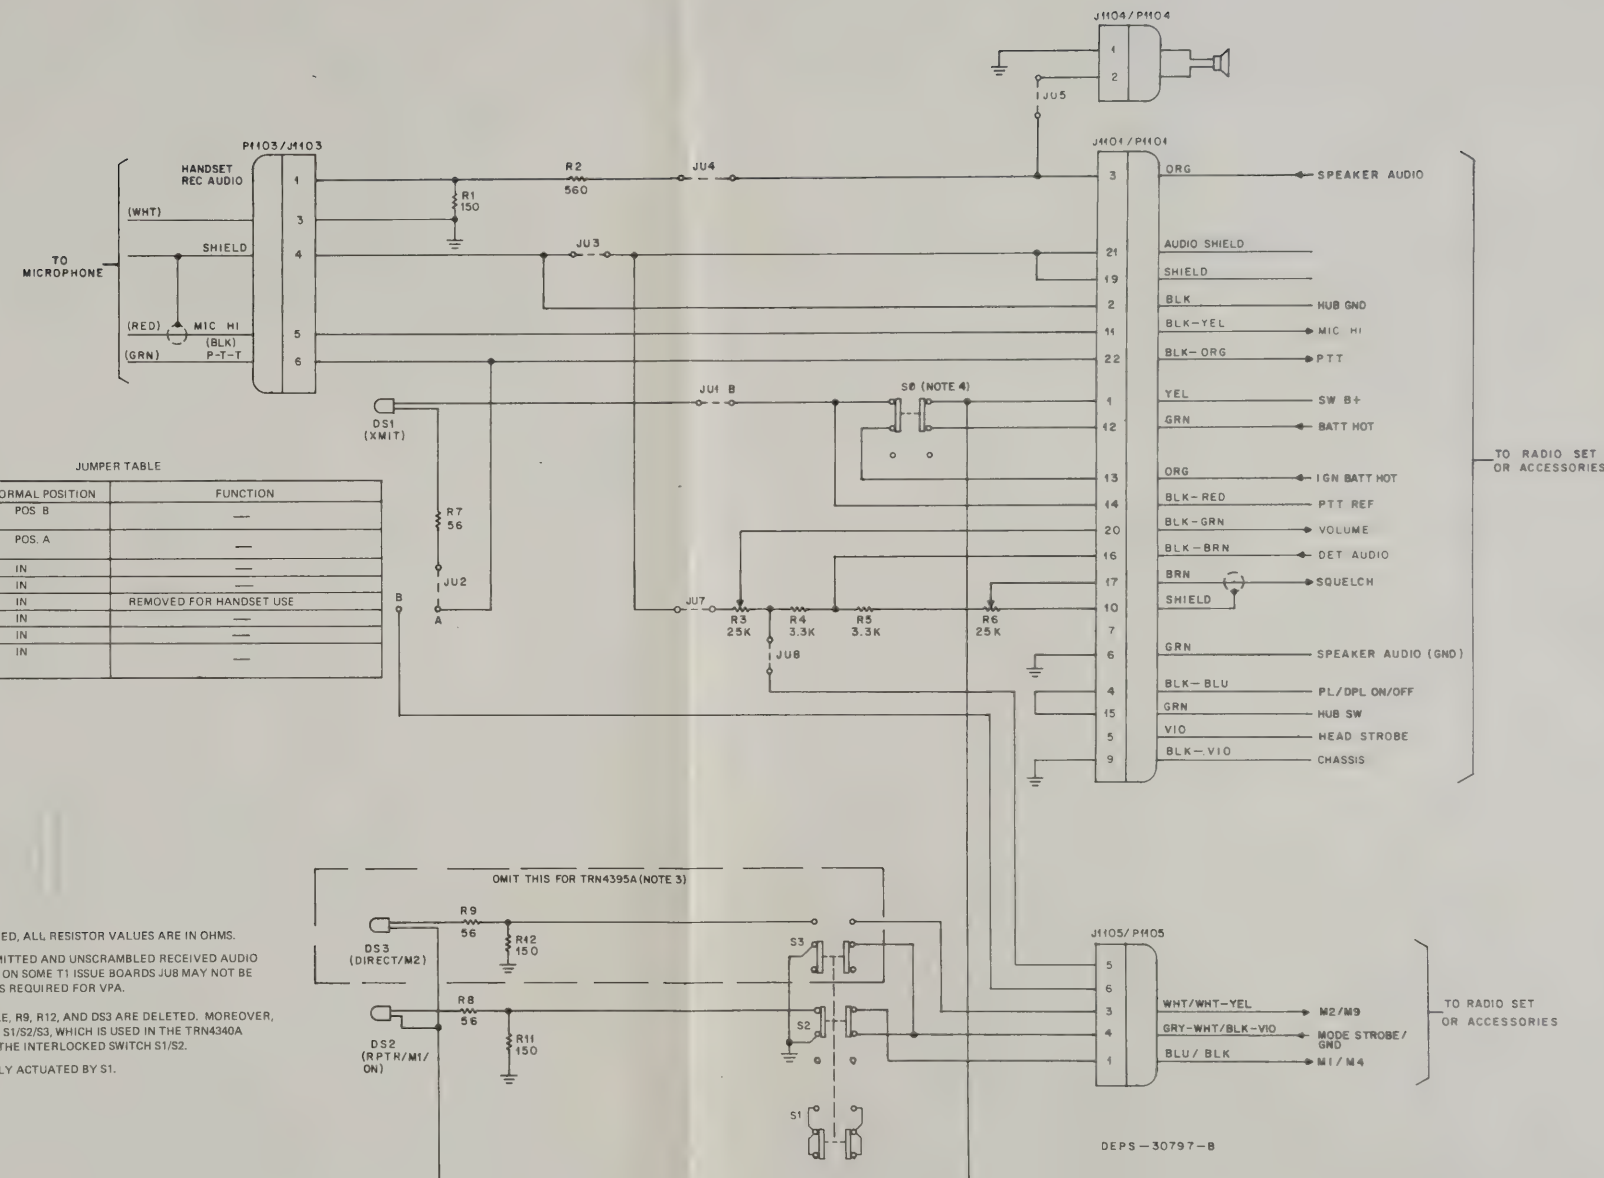 J1104/P1104
1
2
JU5
P1103/J1103
HANDSET
REC AUDIO
1
(WHT)
3
SHIELD
4
TO
MICROPHONE
(RED)
MIC HI
(BLK)
5
(GRN)
P-T-T
6
R2
560
R1
150
JU4
JU3
J1101/P1101
3 ORG SPEAKER AUDIO
21 AUDIO SHIELD
19 SHIELD
2 BLK HUB GND
11 BLK-YEL MIC HI
22 BLK-ORG PTT
1 YEL SW B+
12 GRN BATT HOT
13 ORG IGN BATT HOT
14 BLK-RED PTT REF
20 BLK-GRN VOLUME
16 BLK-BRN DET AUDIO
17 BRN SQUELCH
10 SHIELD
7
6 GRN SPEAKER AUDIO (GND)
4 BLK-BLU PL/DPL ON/OFF
15 GRN HUB SW
5 VIO HEAD STROBE
9 BLK-VIO CHASSIS
TO RADIO SET
OR ACCESSORIES
JU1 B
(NOTE 4)
DS1
(XMIT)
R7
56
JU2
B
A
JU7
R3
25K
R4
3.3K
R5
3.3K
R6
25K
JU8
JUMPER TABLE
ORMAL POSITION FUNCTION
POS B —
POS. A —
IN —
IN —
IN REMOVED FOR HANDSET USE
IN —
IN —
IN —
ED, ALL RESISTOR VALUES ARE IN OHMS.
MITTED AND UNSCRAMBLED RECEIVED AUDIO
ON SOME T1 ISSUE BOARDS JU8 MAY NOT BE
S REQUIRED FOR VPA.
E, R9, R12, AND DS3 ARE DELETED. MOREOVER,
S1/S2/S3, WHICH IS USED IN THE TRN4340A
THE INTERLOCKED SWITCH S1/S2.
LY ACTUATED BY S1.
OMIT THIS FOR TRN4395A (NOTE 3)
R9
56
R12
150
DS3
(DIRECT/M2)
S3
R8
56
R11
150
DS2
(RPTR/M1/
ON)
S2
S1
J1105/P1105
5
6
3 WHT/WHT-YEL M2/M9
4 GRY-WHT/BLK-VIO MODE STROBE/
GND
1 BLU/BLK M1/M4
TO RADIO SET
OR ACCESSORIES
DEPS-30797-B